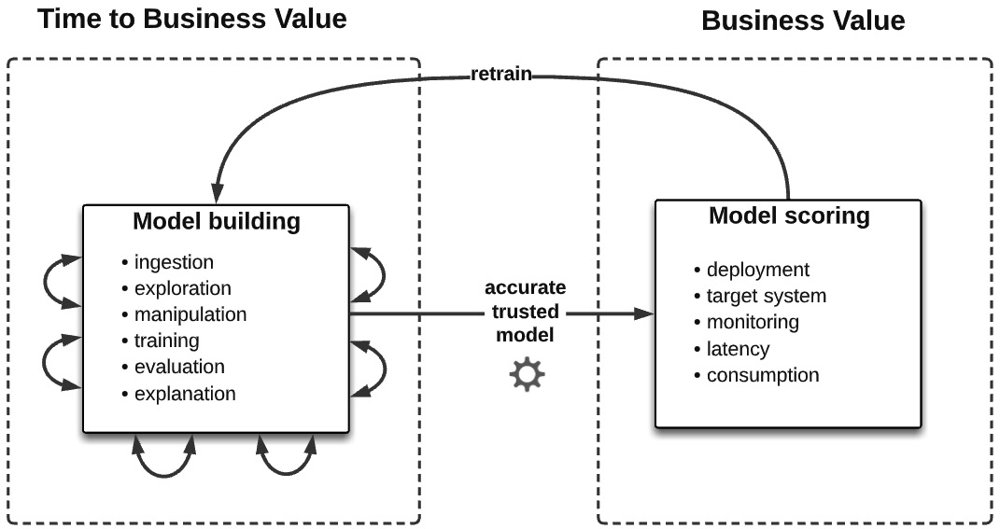 Time to Business Value
Business Value
retrain
Model building
• ingestion
• exploration
• manipulation
• training
• evaluation
• explanation
accurate
trusted
model
Model scoring
• deployment
• target system
• monitoring
• latency
• consumption